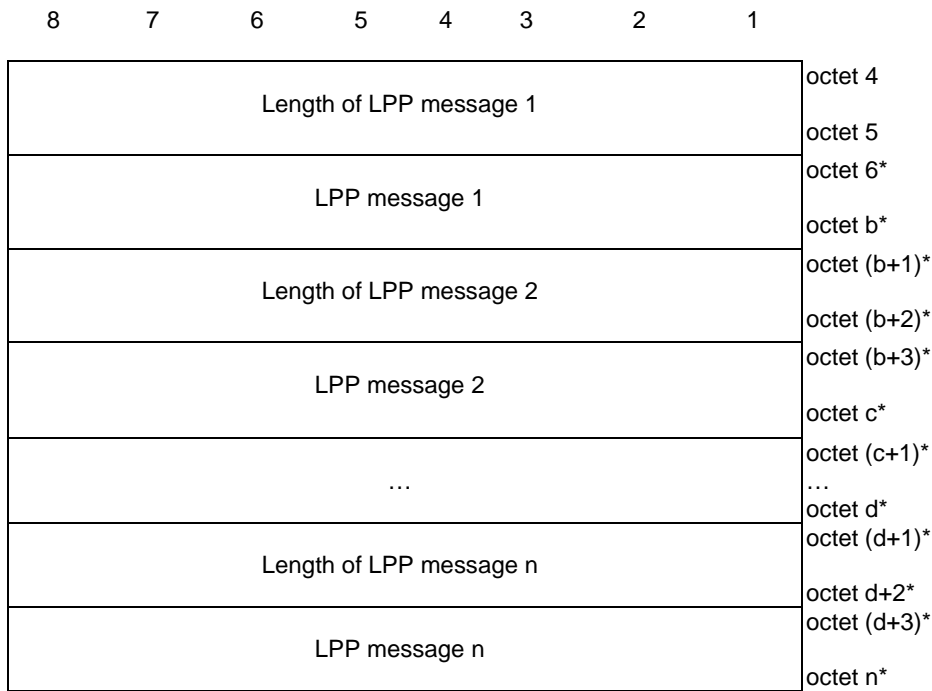 8 7 6 5 4 3 2 1
octet 4
Length of LPP message 1
octet 5
octet 6*
LPP message 1
octet b*
octet (b+1)*
Length of LPP message 2
octet (b+2)*
octet (b+3)*
LPP message 2
octet c*
octet (c+1)*
… …
octet d*
octet (d+1)*
Length of LPP message n
octet d+2*
octet (d+3)*
LPP message n
octet n*